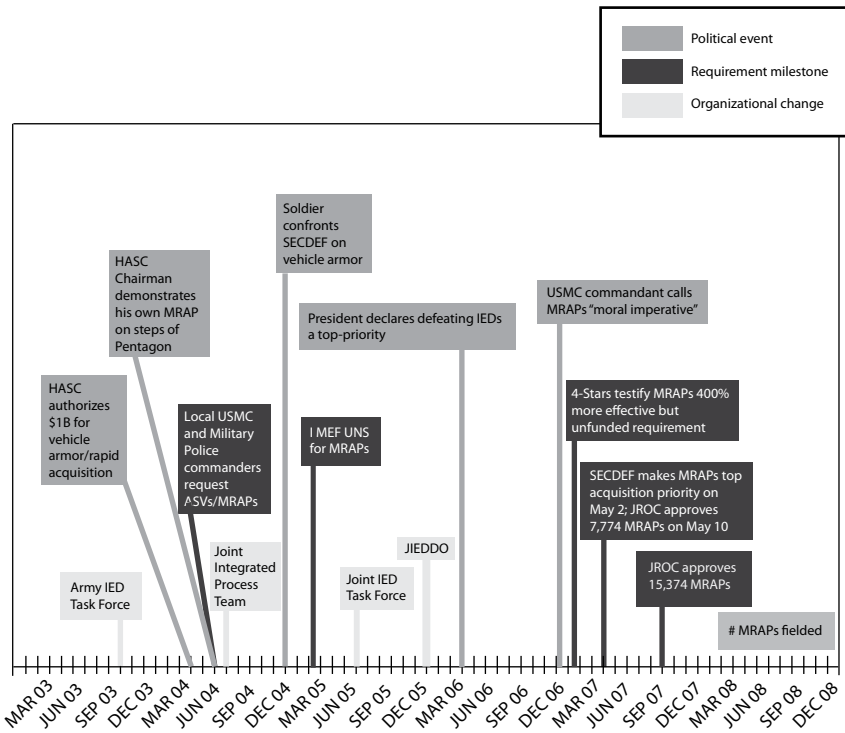 Political event
Requirement milestone
Organizational change
Soldier
confronts
SECDEF on
vehicle armor
HASC
Chairman
demonstrates
his own MRAP
on steps of
Pentagon
President declares defeating IEDs
a top-priority
USMC commandant calls
MRAPs “moral imperative”
HASC
authorizes
$1B for
vehicle
armor/rapid
acquisition
Local USMC
and Military
Police
commanders
request
ASVs/MRAPs
I MEF UNS
for MRAPs
4-Stars testify MRAPs 400%
more effective but
unfunded requirement
SECDEF makes MRAPs top
acquisition priority on
May 2; JROC approves
7,774 MRAPs on May 10
Army IED
Task Force
Joint
Integrated
Process
Team
Joint IED
Task Force
JIEDDO
JROC approves
15,374 MRAPs
# MRAPs fielded
MAR 03
JUN 03
SEP 03
DEC 03
MAR 04
JUN 04
SEP 04
DEC 04
MAR 05
JUN 05
SEP 05
DEC 05
MAR 06
JUN 06
SEP 06
DEC 06
MAR 07
JUN 07
SEP 07
DEC 07
MAR 08
JUN 08
SEP 08
DEC 08